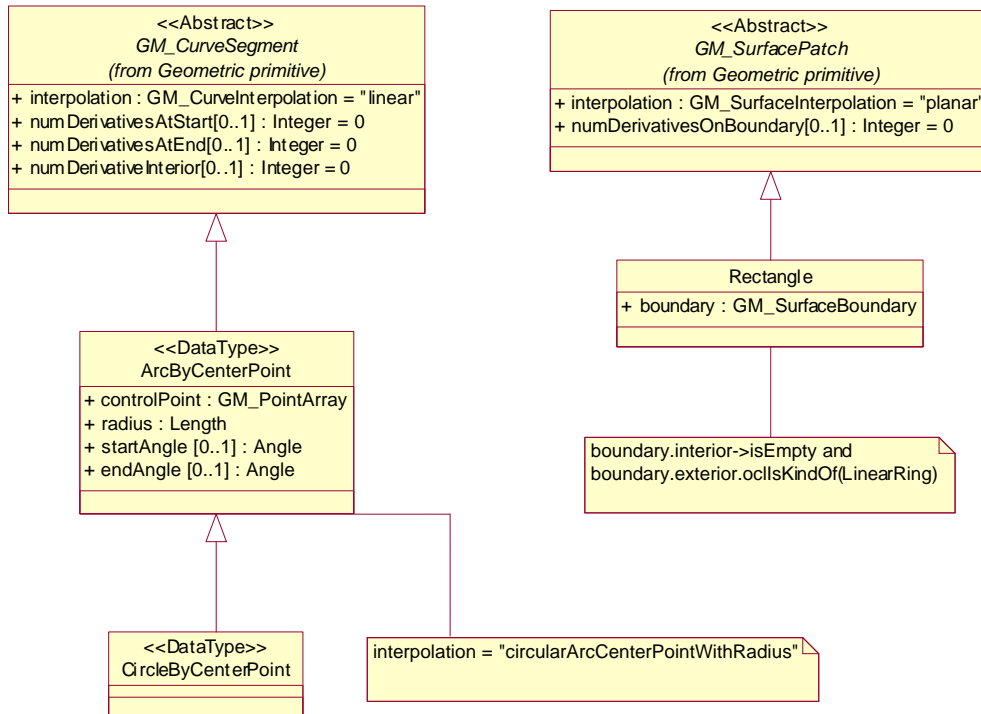 <<Abstract>>
GM_CurveSegment
(from Geometric primitive)
+ interpolation : GM_CurveInterpolation = "linear"
+ numDerivativesAtStart[0..1] : Integer = 0
+ numDerivativesAtEnd[0..1] : Integer = 0
+ numDerivativeInterior[0..1] : Integer = 0
<<Abstract>>
GM_SurfacePatch
(from Geometric primitive)
+ interpolation : GM_SurfaceInterpolation = "planar"
+ numDerivativesOnBoundary[0..1] : Integer = 0
Rectangle
+ boundary : GM_SurfaceBoundary
<<DataType>>
ArcByCenterPoint
+ controlPoint : GM_PointArray
+ radius : Length
+ startAngle [0..1] : Angle
+ endAngle [0..1] : Angle
boundary.interior->isEmpty and
boundary.exterior.oclIsKindOf(LinearRing)
<<DataType>>
CircleByCenterPoint
interpolation = "circularArcCenterPointWithRadius"